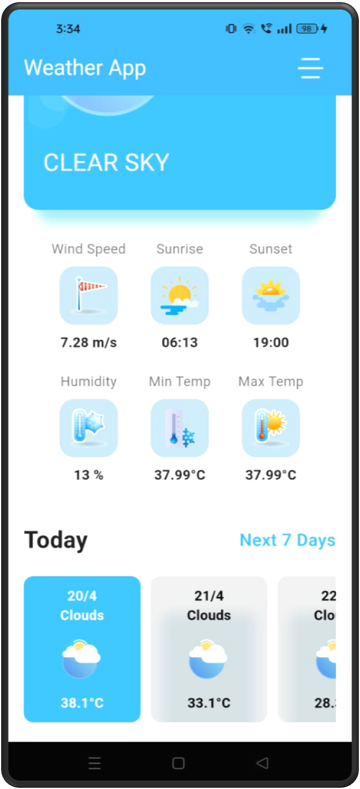 3:34
98
Weather App
CLEAR SKY
Wind Speed Sunrise Sunset
7.28 m/s 06:13 19:00
Humidity Min Temp Max Temp
13 % 37.99°C 37.99°C
Today Next 7 Days
20/4 21/4 22
Clouds Clouds Clo
38.1°C 33.1°C 28.